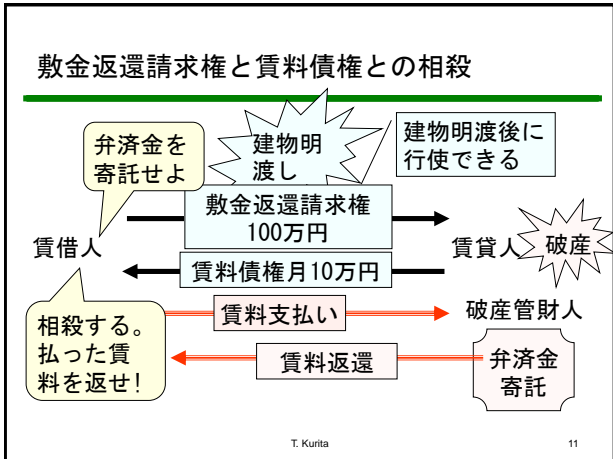 敷金返還請求権と賃料債権との相殺
弁済金を
寄託せよ
建物明
渡し
建物明渡後に
行使できる
敷金返還請求権
100万円
賃借人
賃貸人
破産
賃料債権月10万円
相殺する。
払った賃
料を返せ!
賃料支払い
破産管財人
賃料返還
弁済金
寄託
T. Kurita
11